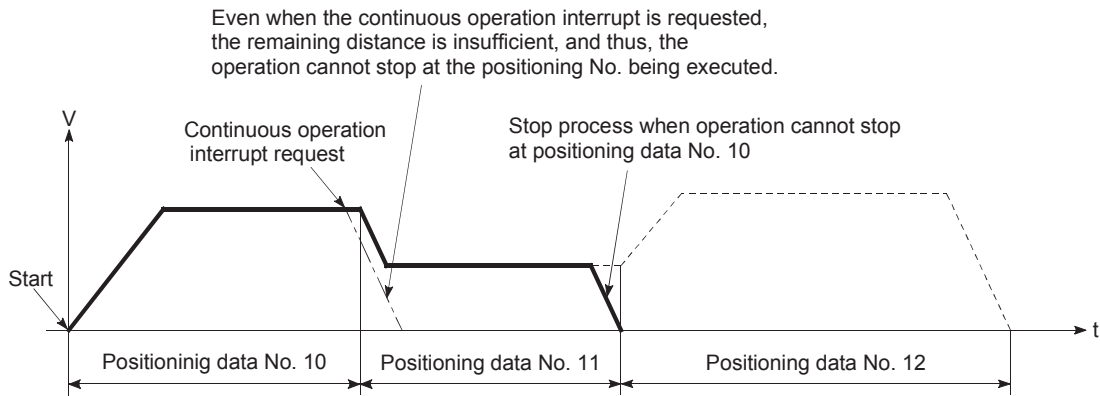 Even when the continuous operation interrupt is requested,
the remaining distance is insufficient, and thus, the
operation cannot stop at the positioning No. being executed.
V
Continuous operation
interrupt request
Stop process when operation cannot stop
at positioning data No. 10
Start
t
Positioninig data No. 10
Positioning data No. 11
Positioning data No. 12